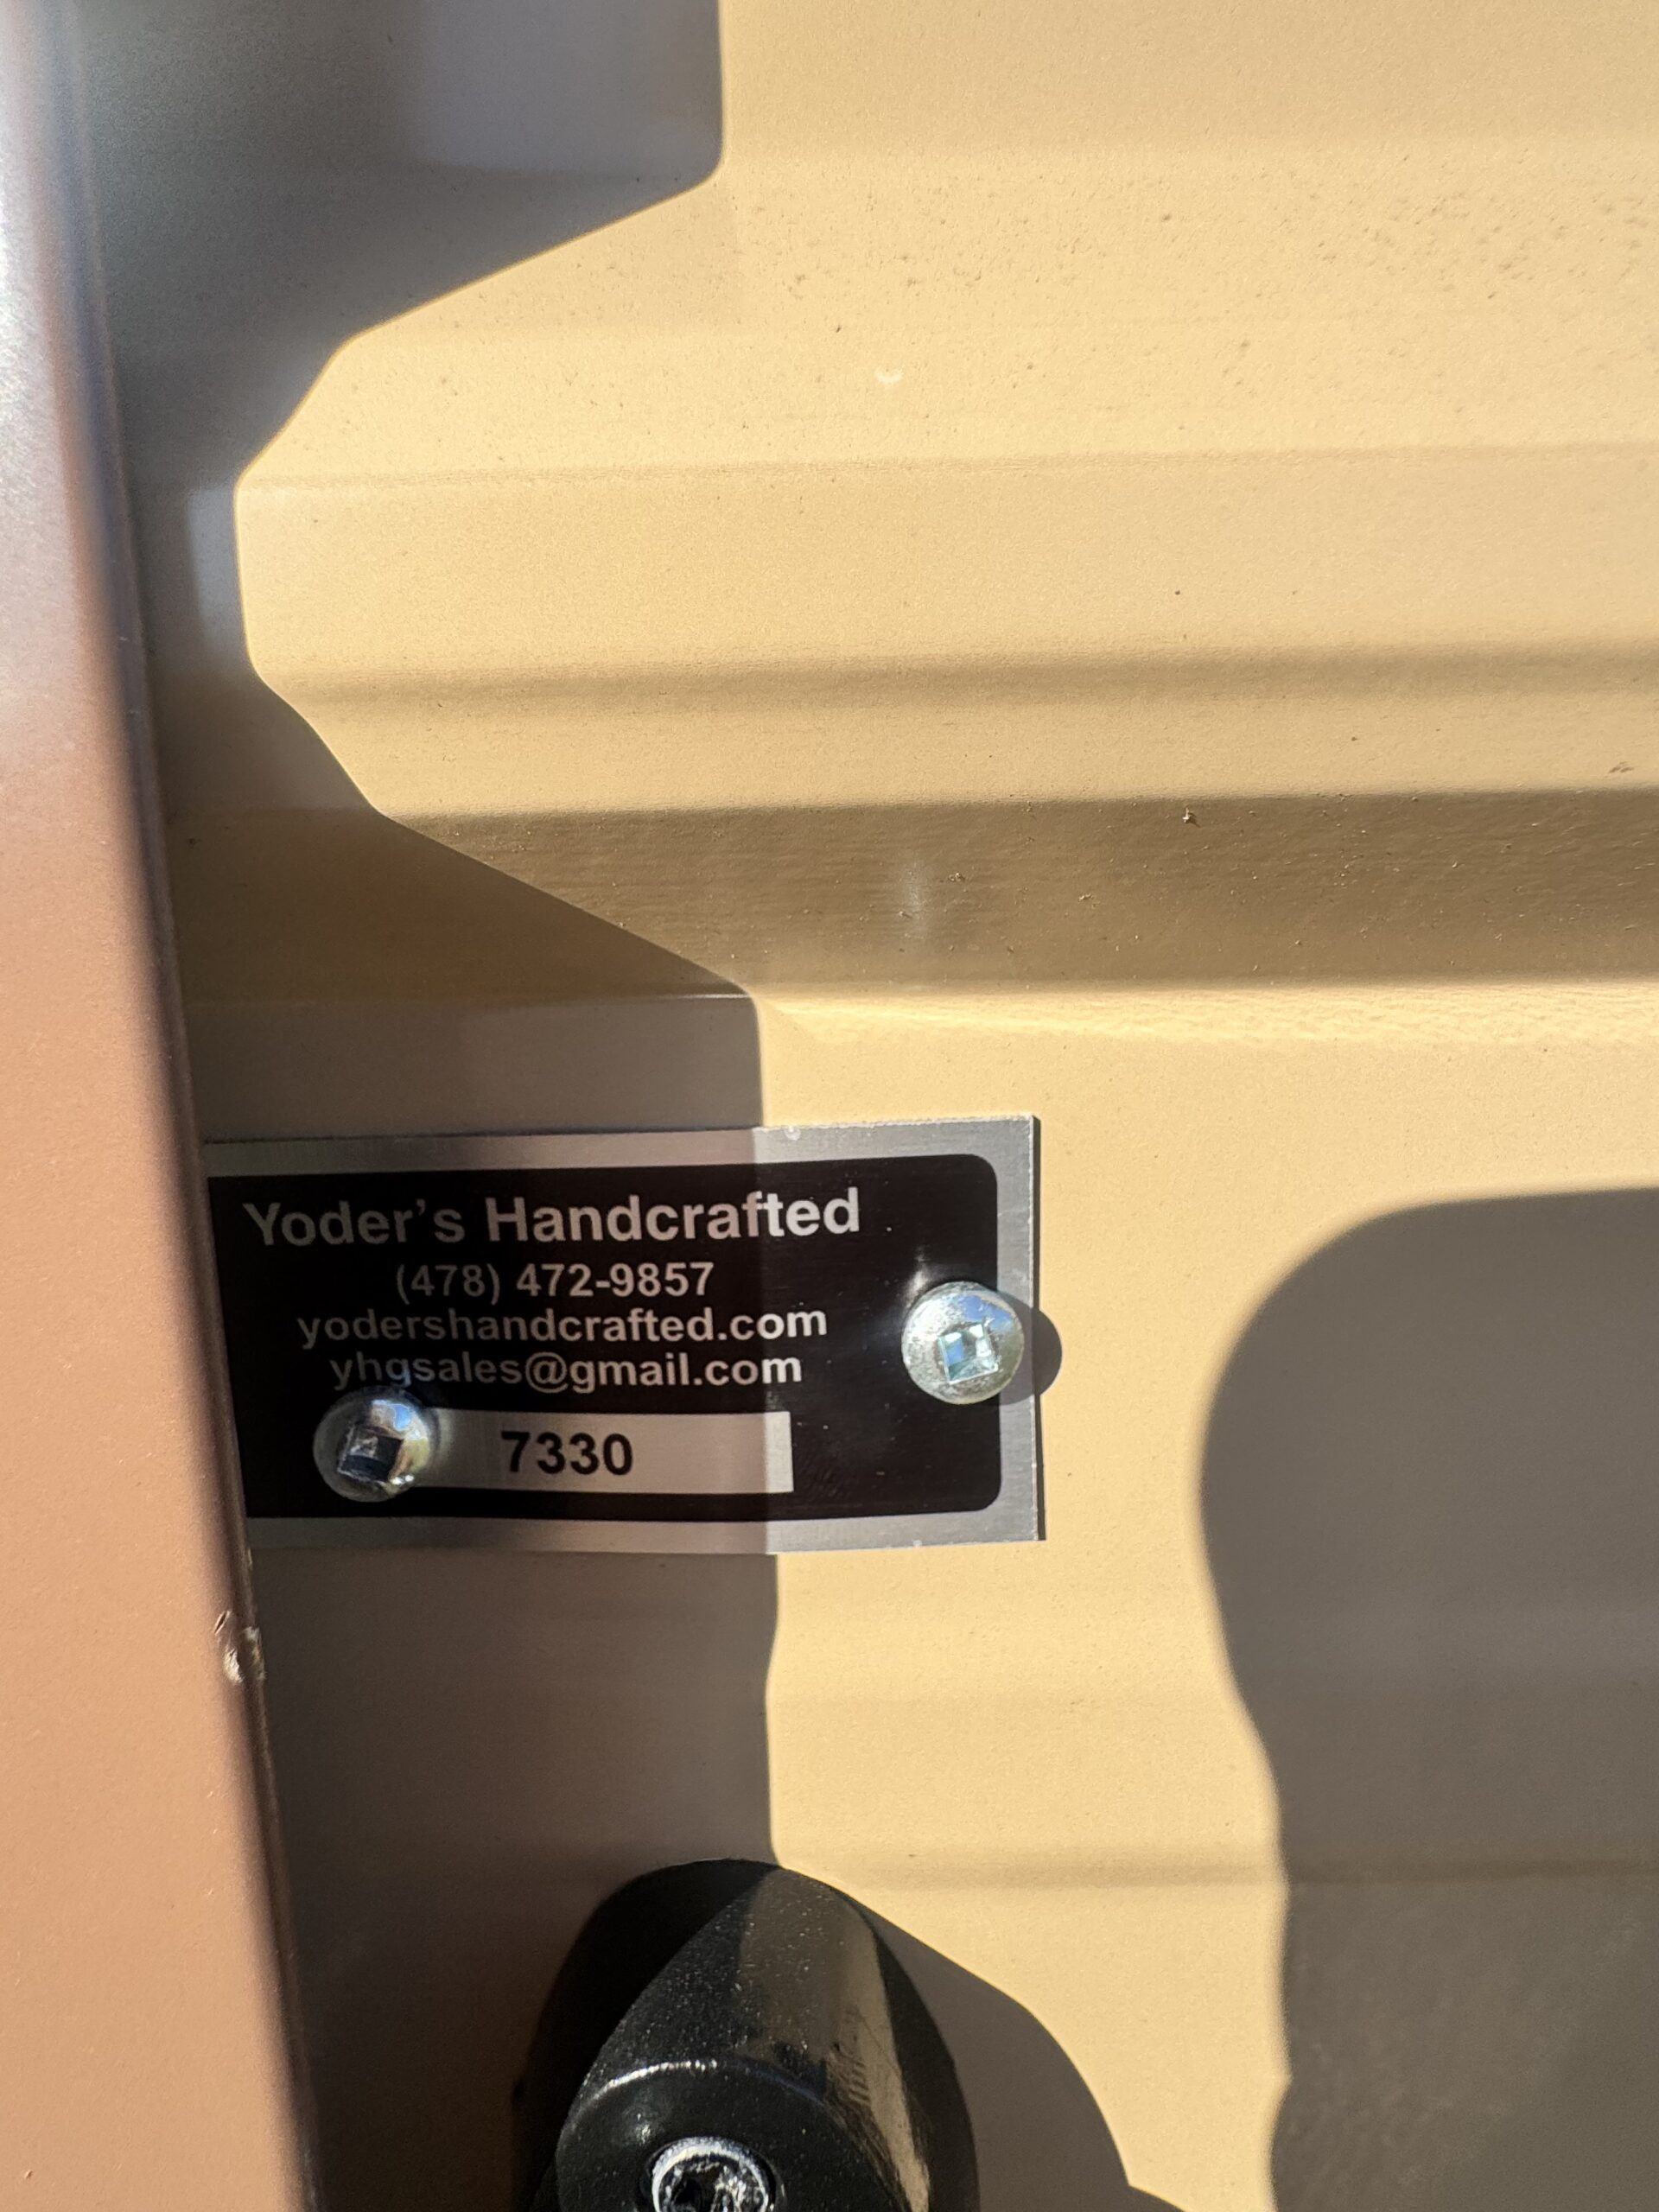 Yoder's Handcrafted
(478) 472-9857
yodershandcrafted.com
yhgsales@gmail.com
7330